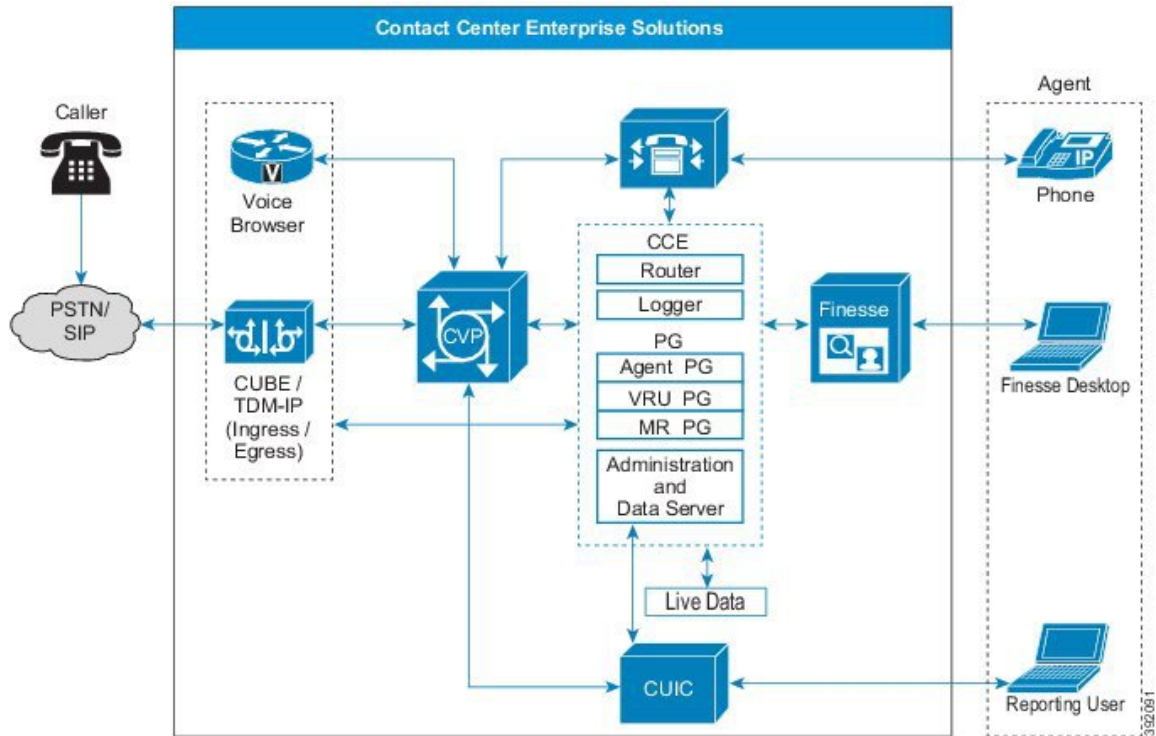 Contact Center Enterprise Solutions
Caller
PSTN/
SIP
V
Voice
Browser
CUBE /
TDM-IP
(Ingress /
Egress)
CVP
CCE
Router
Logger
PG
Agent PG
VRU PG
MR PG
Administration
and
Data Server
Live Data
CUIC
Finesse
Agent
IP
Phone
Finesse Desktop
Reporting User
392091